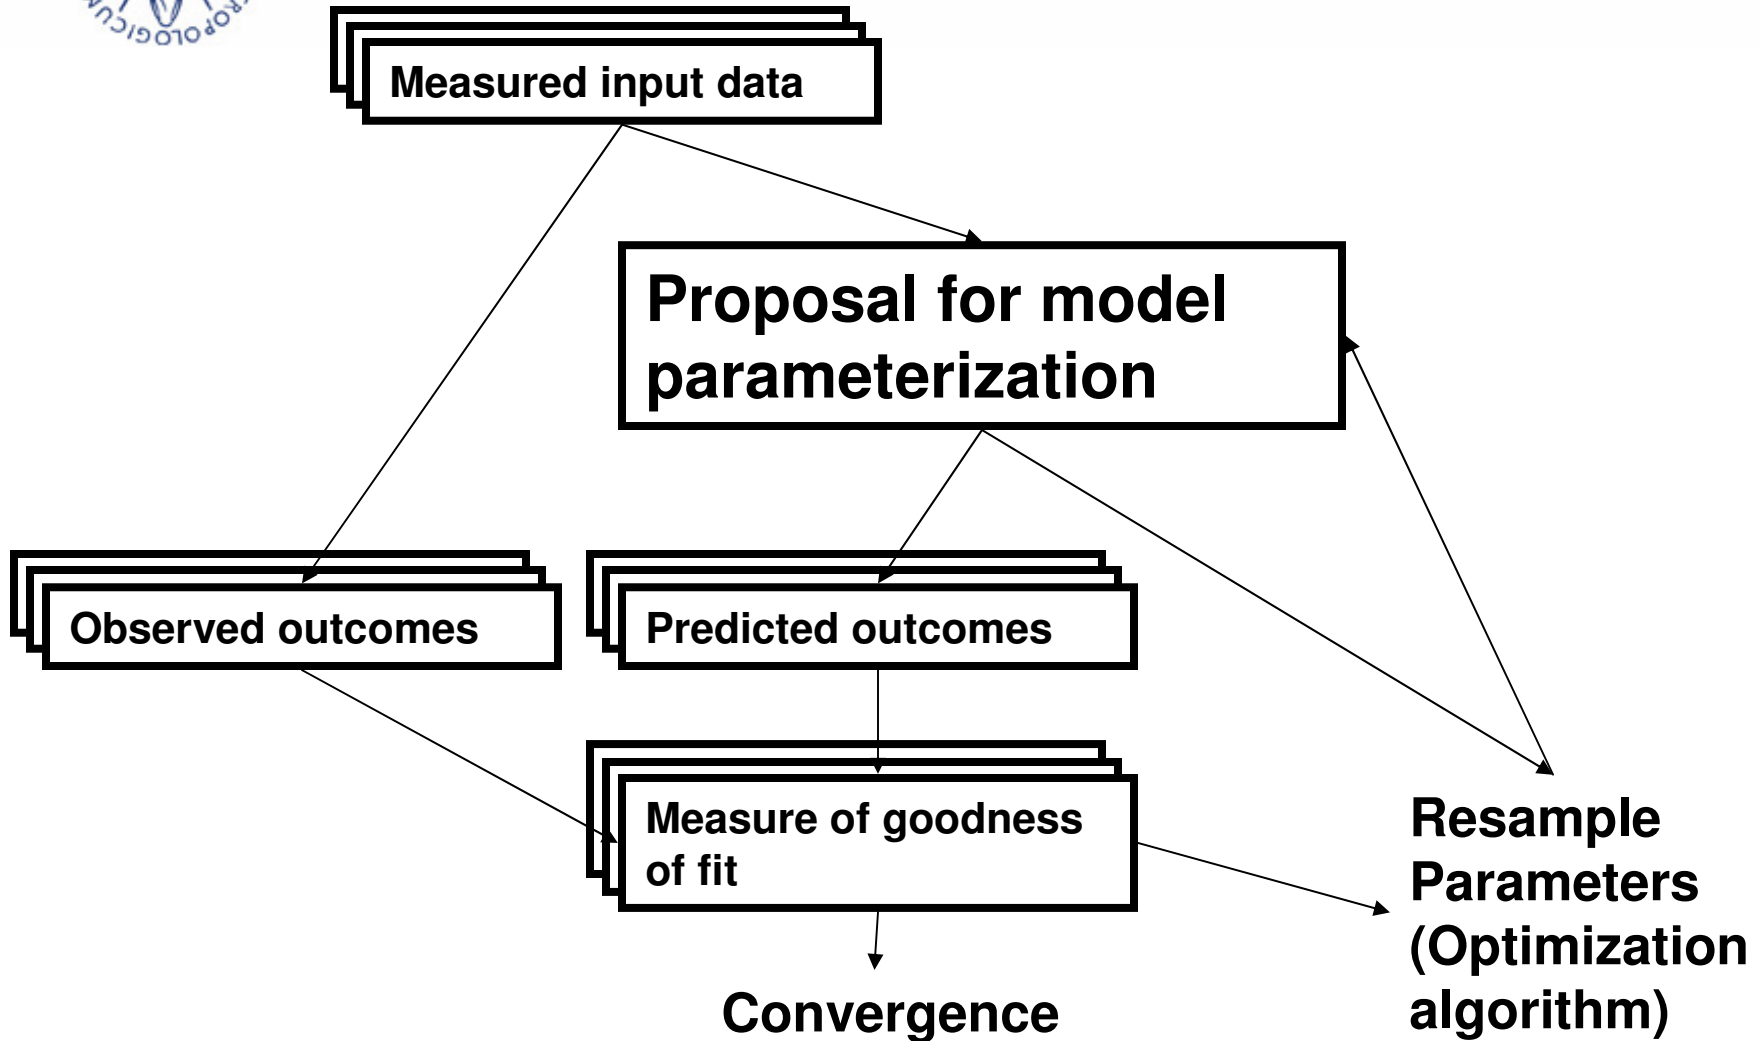 Measured input data
Proposal for model
parameterization
Observed outcomes
Predicted outcomes
Measure of goodness
of fit
Resample
Parameters
(Optimization
algorithm)
Convergence